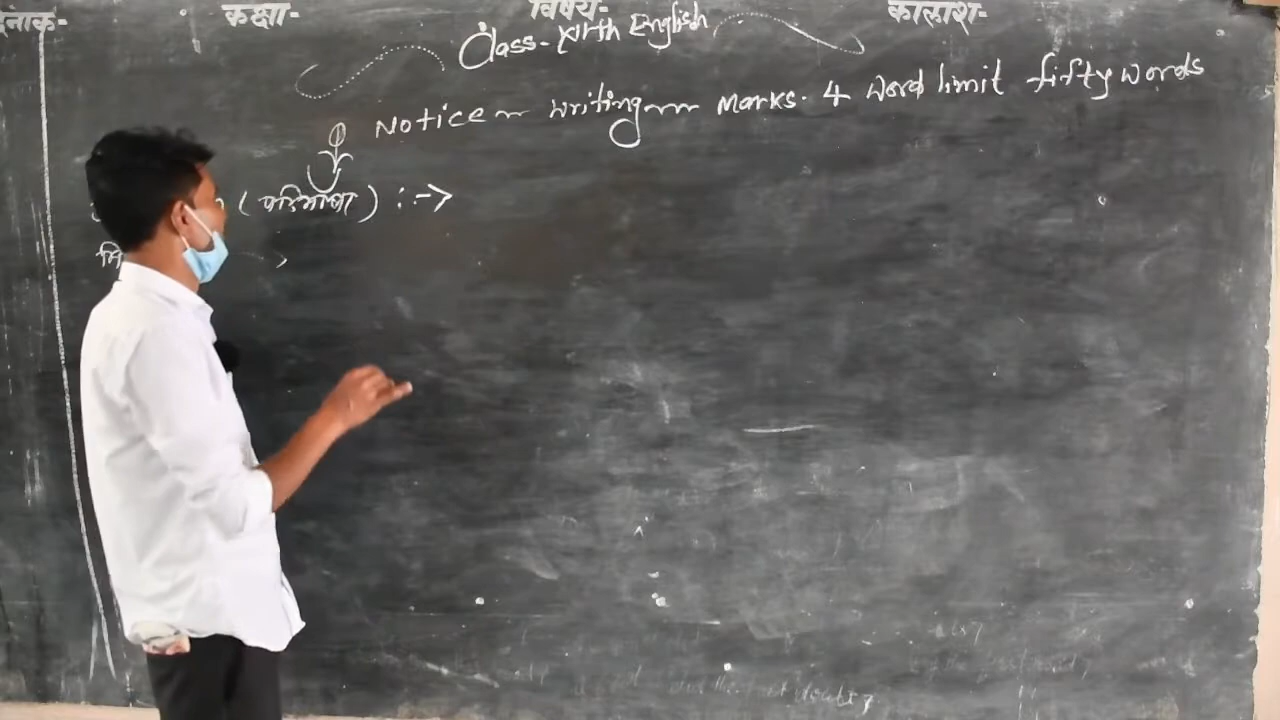 दिनांक- कक्षा- विषय:- कालांश-
Class- XIth English
Notice writing Marks. 4 Word limit fifty words
(परिभाषा) :->